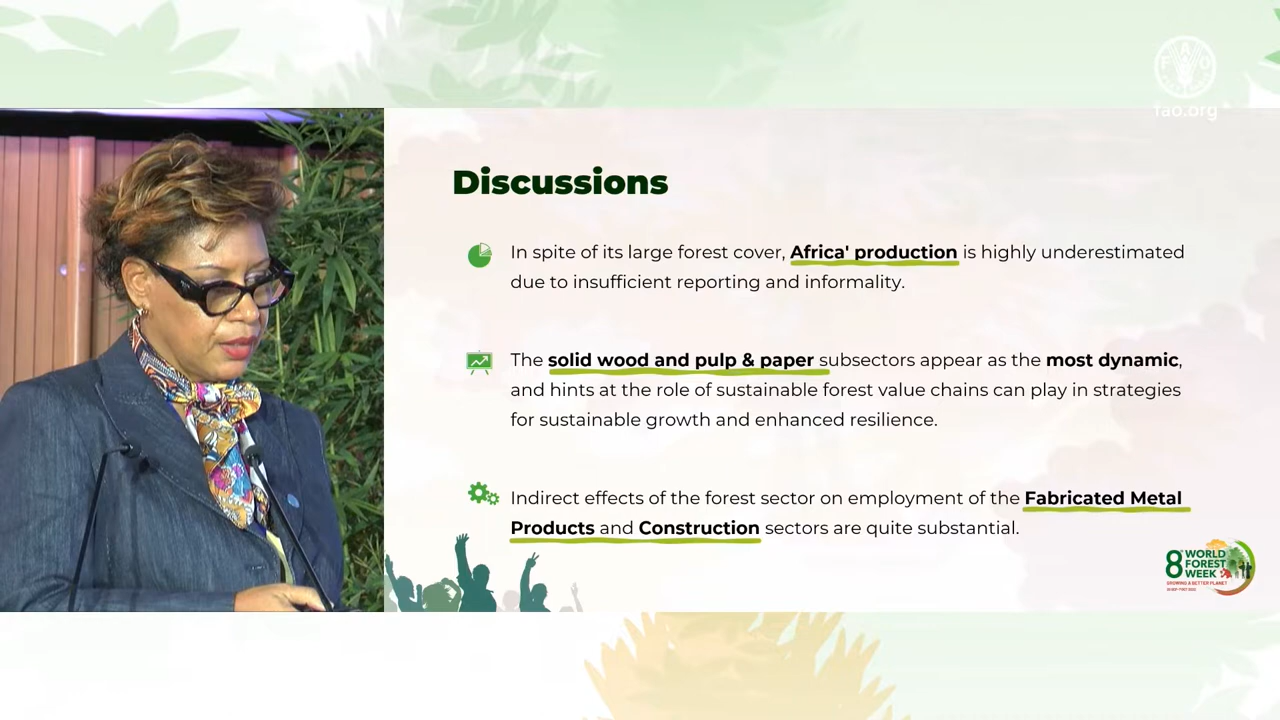 FAO
fao.org
Discussions
In spite of its large forest cover, Africa' production is highly underestimated
due to insufficient reporting and informality.
The solid wood and pulp & paper subsectors appear as the most dynamic,
and hints at the role of sustainable forest value chains can play in strategies
for sustainable growth and enhanced resilience.
Indirect effects of the forest sector on employment of the Fabricated Metal
Products and Construction sectors are quite substantial.
8 WORLD
FOREST
WEEK
GROWING A BETTER PLANET